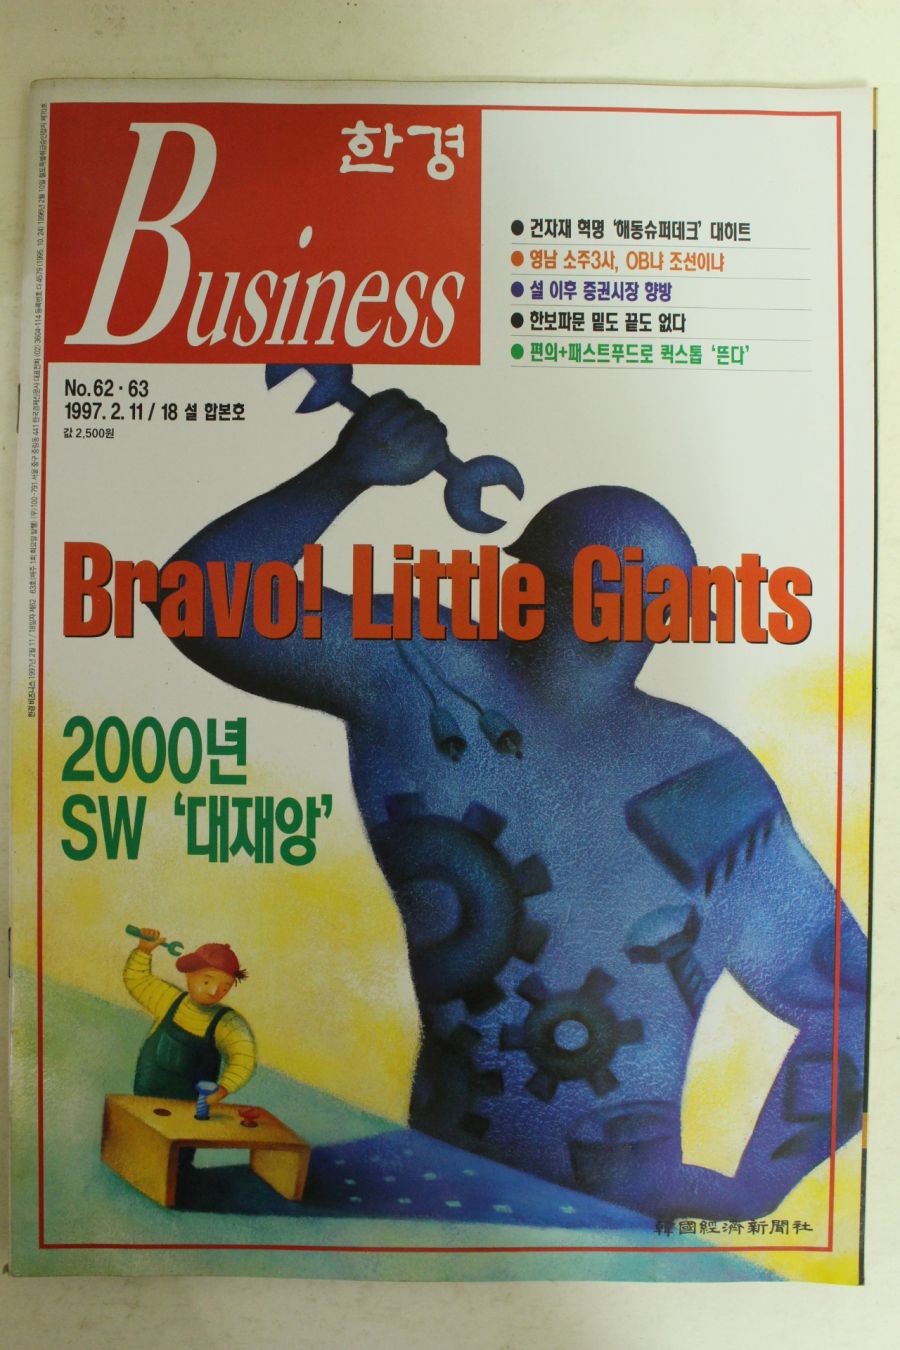 한경
Business
● 건자재 혁명 '해동슈퍼데크' 대히트
● 영남 소주3사, OB냐 조선이냐
● 설 이후 증권시장 향방
● 한보파문 밑도 끝도 없다
● 편의+패스트푸드로 퀵스톱 '뜬다'
No.62·63
1997. 2. 11 / 18 설 합본호
값 2,500원
Bravo! Little Giants
2000년
SW '대재앙'
韓國經濟新聞社